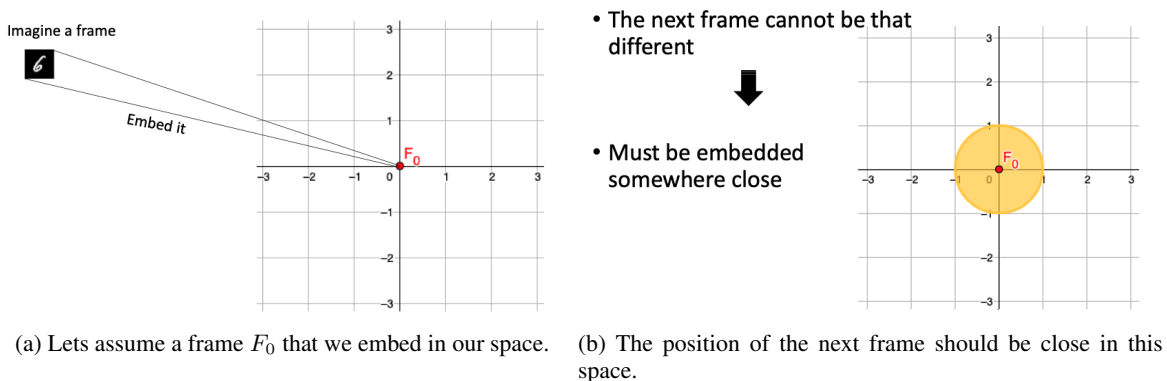 Imagine a frame
6
Embed it
3
2
1
F₀
-3 -2 -1 0 1 2 3
-1
-2
-3
(a) Lets assume a frame F₀ that we embed in our space.
• The next frame cannot be that
different
• Must be embedded
somewhere close
3
2
1
F₀
-3 -2 -1 0 1 2 3
-1
-2
-3
(b) The position of the next frame should be close in this
space.